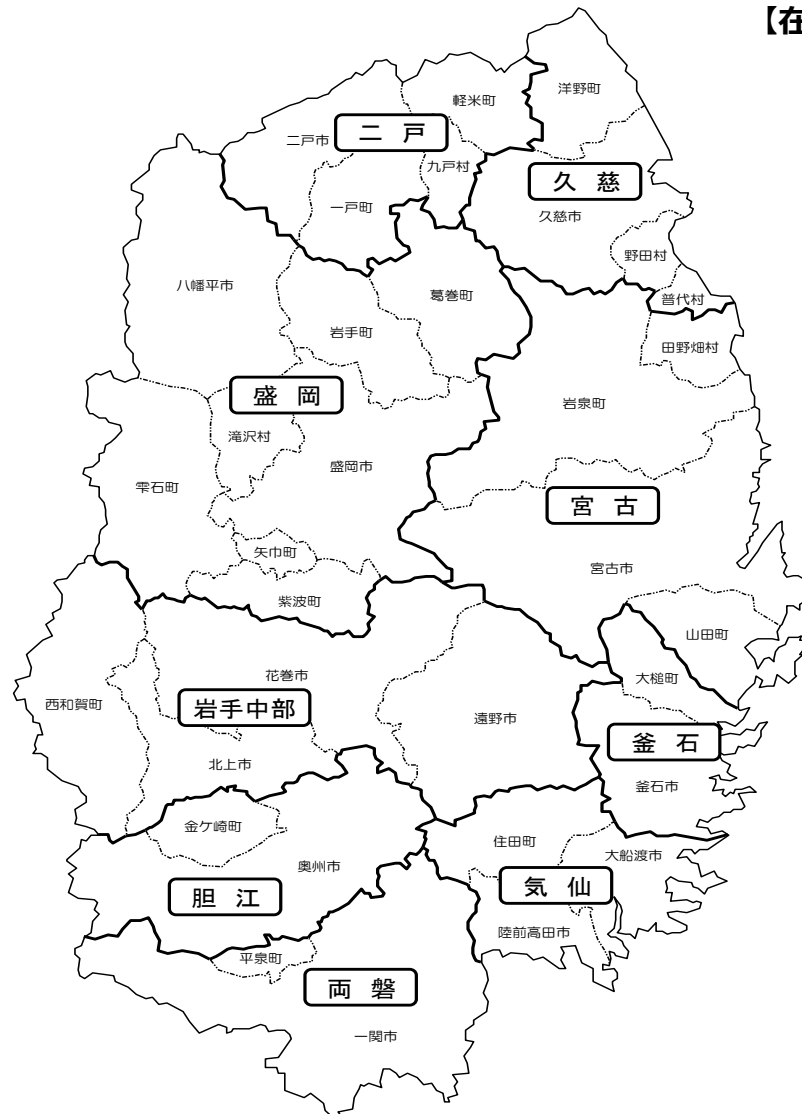 【在
洋野町
軽米町
二戸
二戸市
九戸村
久慈
一戸町
久慈市
野田村
八幡平市
葛巻町
普代村
岩手町
田野畑村
盛岡
岩泉町
滝沢村
盛岡市
雫石町
宮古
矢巾町
宮古市
紫波町
山田町
花巻市
大槌町
西和賀町
岩手中部
遠野市
釜石
北上市
釜石市
金ケ崎町
住田町
大船渡市
奥州市
胆江
気仙
陸前高田市
平泉町
両磐
一関市